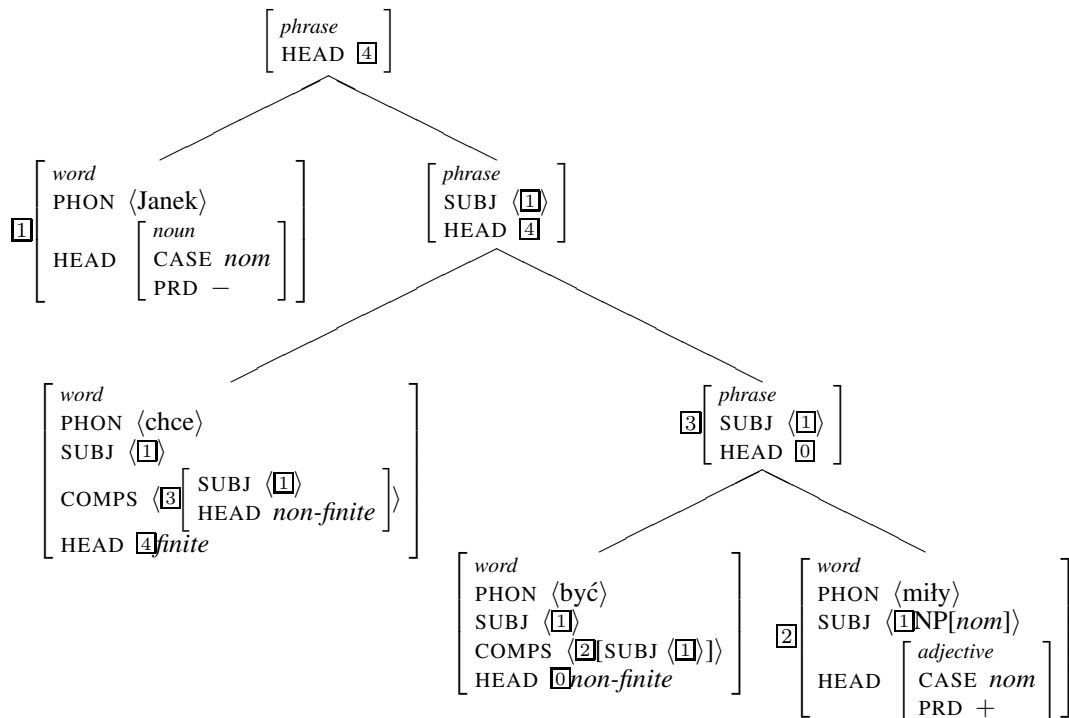 phrase
HEAD 4
word
PHON ⟨Janek⟩
HEAD
noun
CASE nom
PRD −
1
phrase
SUBJ ⟨1⟩
HEAD 4
word
PHON ⟨chce⟩
SUBJ ⟨1⟩
COMPS ⟨3[SUBJ ⟨1⟩
HEAD non-finite]⟩
HEAD 4finite
3
phrase
SUBJ ⟨1⟩
HEAD 0
word
PHON ⟨być⟩
SUBJ ⟨1⟩
COMPS ⟨2[SUBJ ⟨1⟩]⟩
HEAD 0non-finite
2
word
PHON ⟨miły⟩
SUBJ ⟨1NP[nom]⟩
HEAD
adjective
CASE nom
PRD +